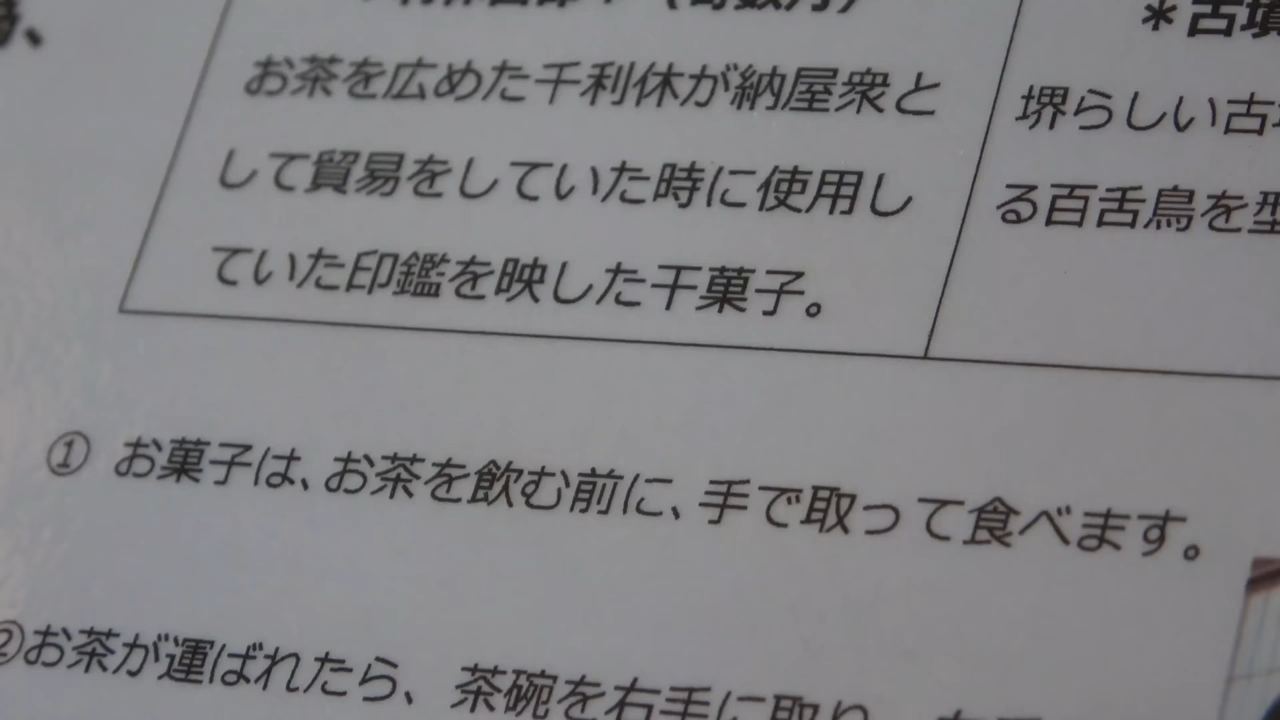 お茶を広めた千利休が納屋衆と
して貿易をしていた時に使用し
ていた印鑑を映した干菓子。
＊古墳
堺らしい古
る百舌鳥を型
① お菓子は、お茶を飲む前に、手で取って食べます。
②お茶が運ばれたら、茶碗を右手に取り